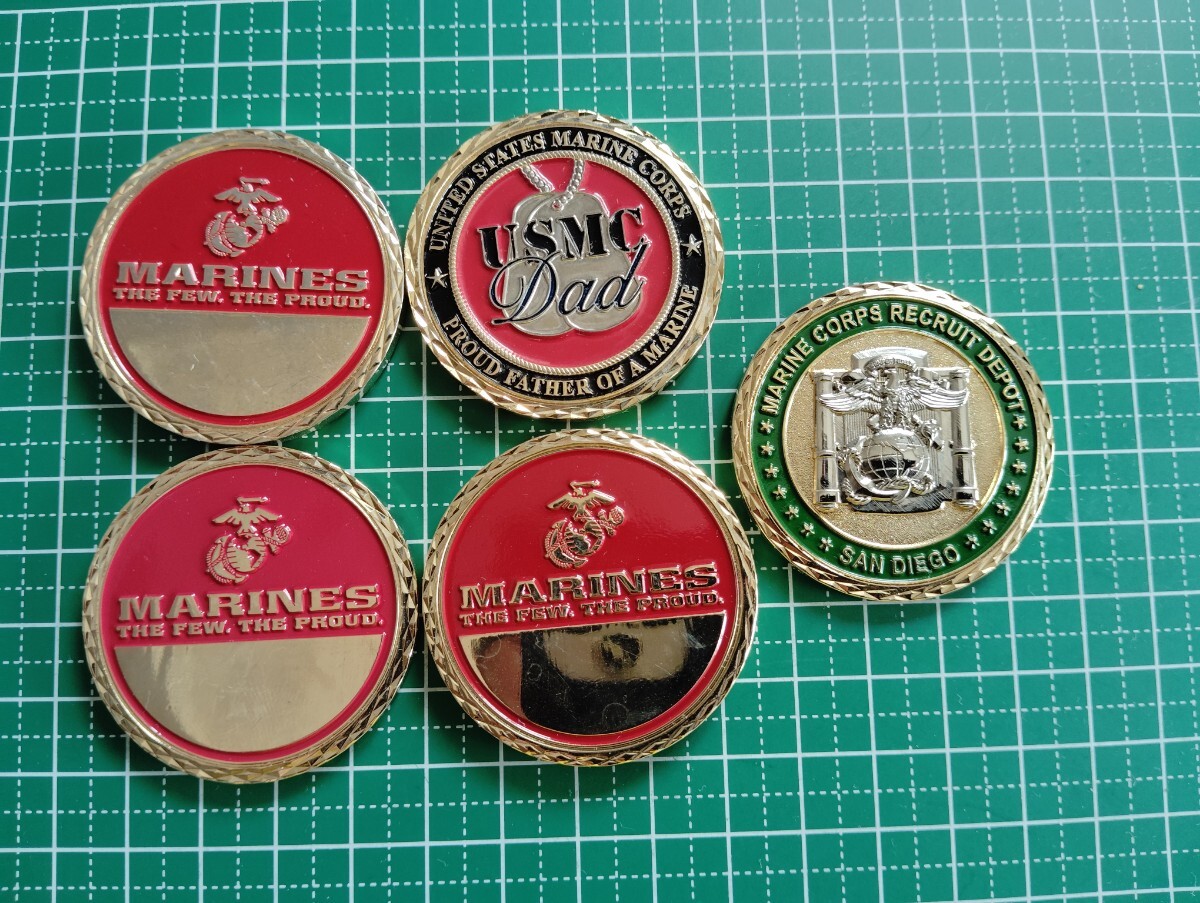 MARINES
THE FEW. THE PROUD.
UNITED STATES MARINE CORPS
USMC
Dad
PROUD FATHER OF A MARINE
MARINE CORPS RECRUIT DEPOT
SAN DIEGO
MARINES
THE FEW. THE PROUD.
MARINES
THE FEW. THE PROUD.